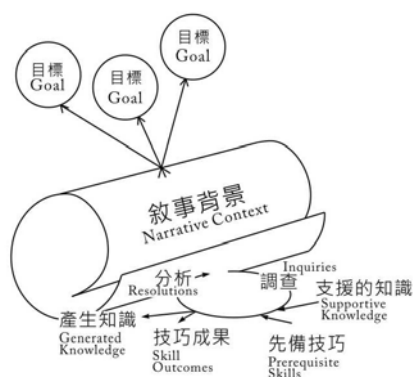 目標
Goal
目標
Goal
目標
Goal
敘事背景
Narrative Context
分析
Resolutions
Inquiries
調查
支援的知識
Supportive
Knowledge
產生知識
Generated
Knowledge
技巧成果
Skill
Outcomes
先備技巧
Prerequisite
Skills